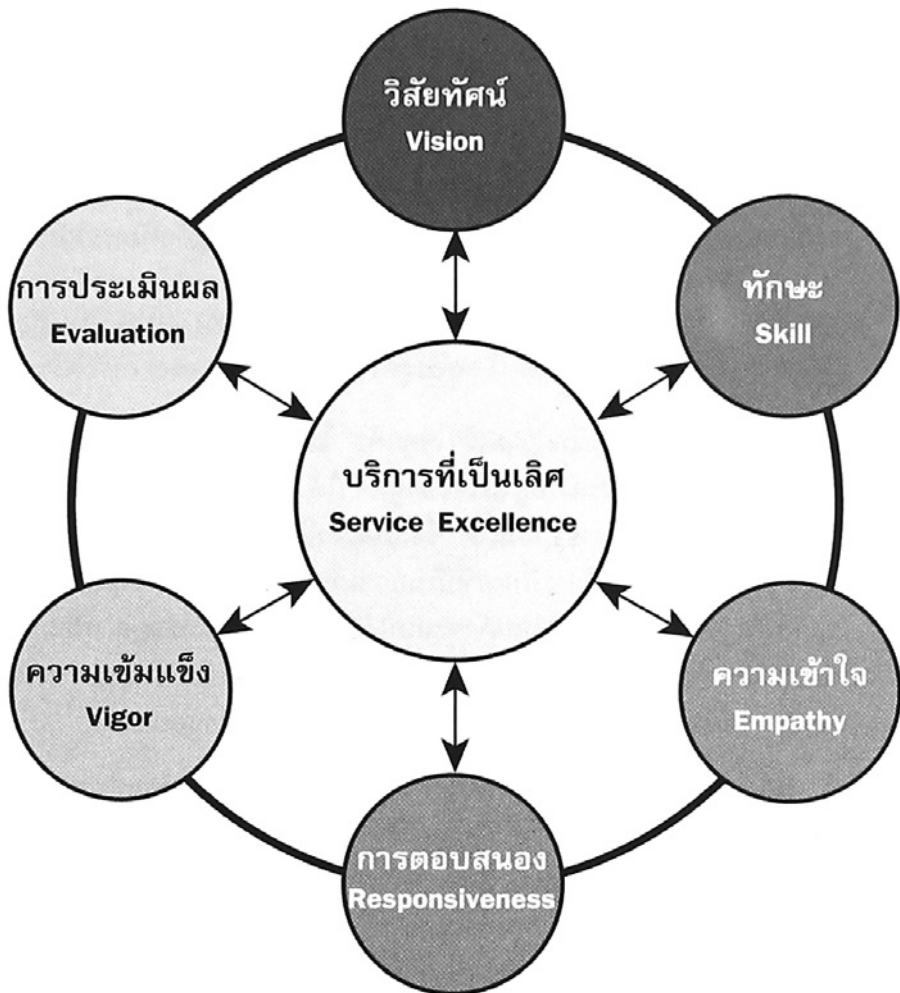 วิสัยทัศน์
Vision
ทักษะ
Skill
ความเข้าใจ
Empathy
การตอบสนอง
Responsiveness
ความเข้มแข็ง
Vigor
การประเมินผล
Evaluation
บริการที่เป็นเลิศ
Service Excellence